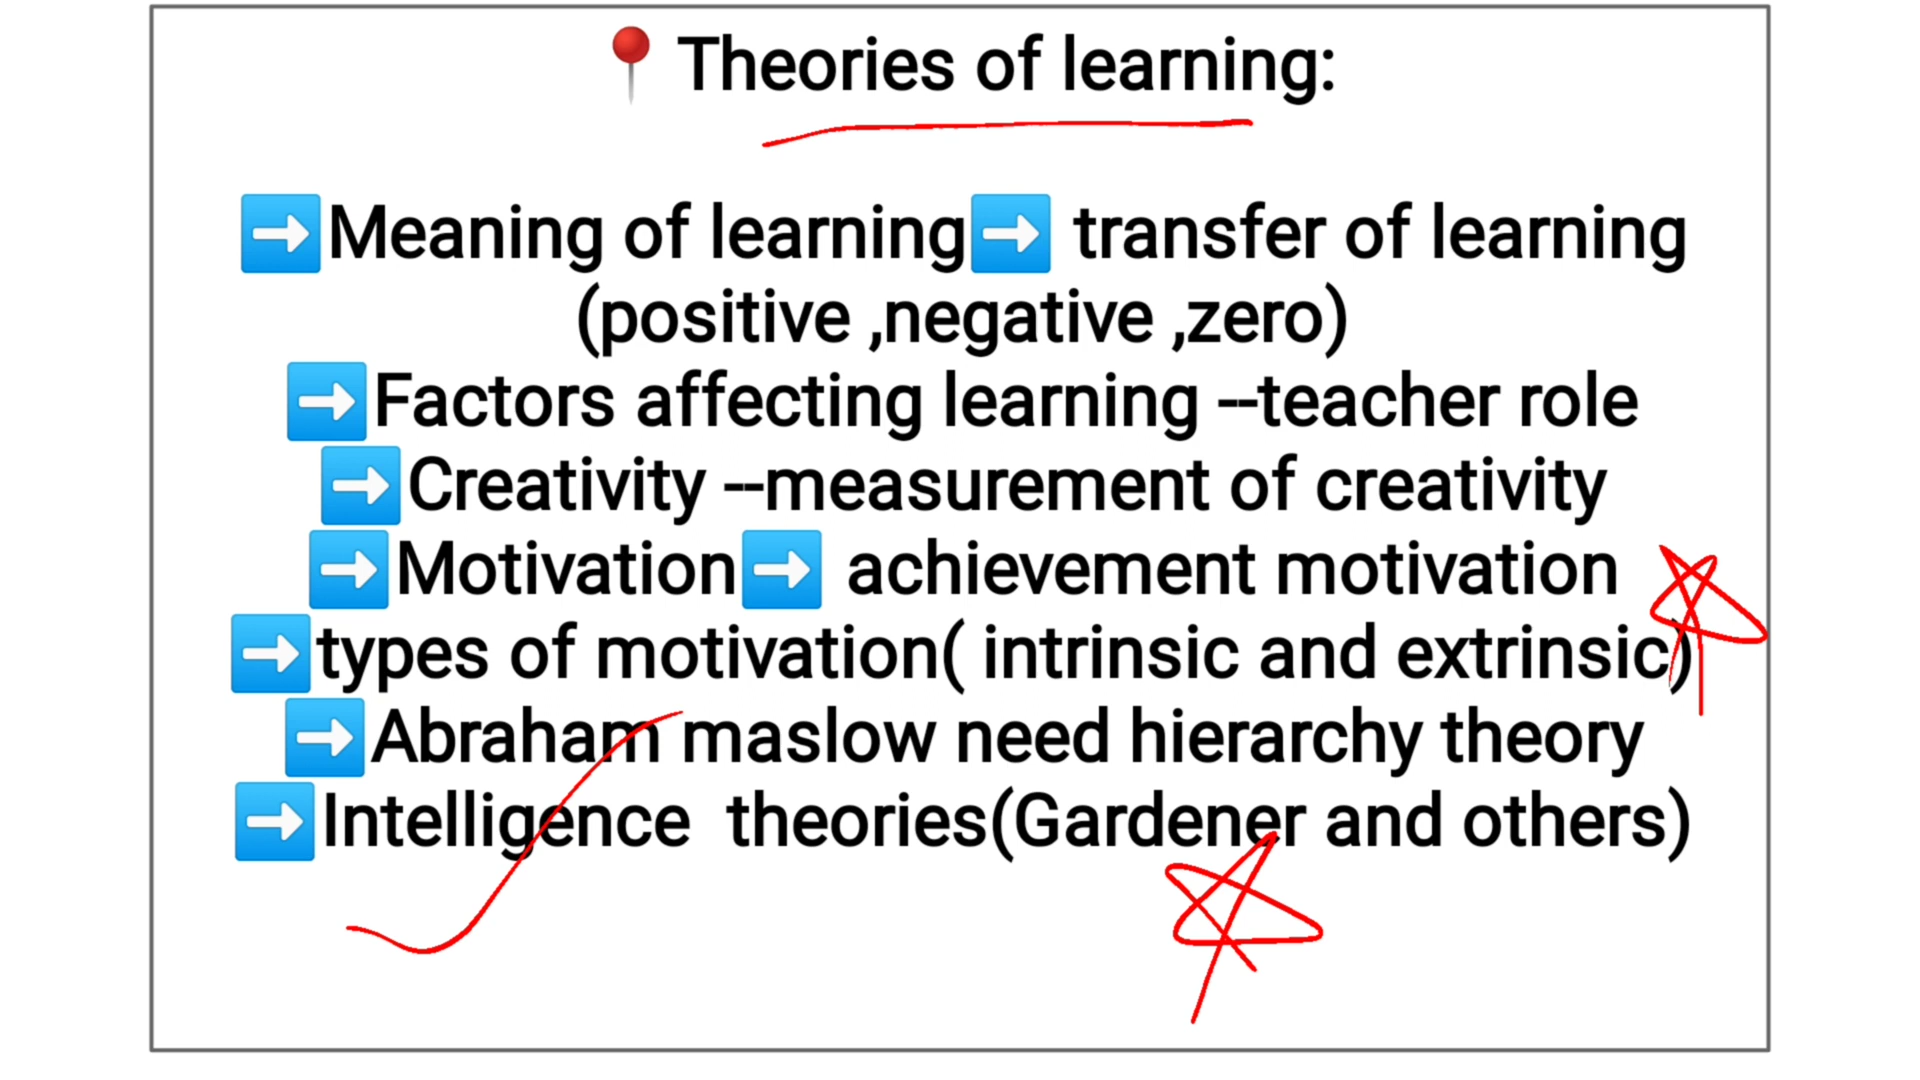 📍Theories of learning:
➡️Meaning of learning➡️ transfer of learning
(positive ,negative ,zero)
➡️Factors affecting learning --teacher role
➡️Creativity --measurement of creativity
➡️Motivation➡️ achievement motivation
➡️types of motivation( intrinsic and extrinsic)
➡️Abraham maslow need hierarchy theory
➡️Intelligence  theories(Gardener and others)